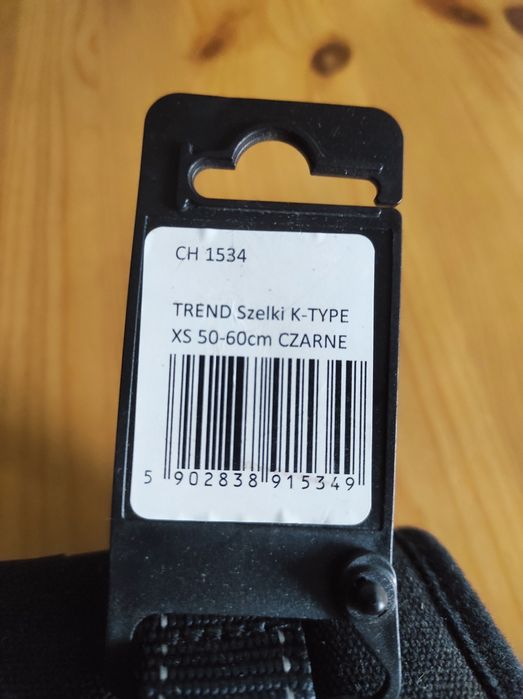 CH 1534
TREND Szelki K-TYPE
XS 50-60cm CZARNE
5 902838 915349